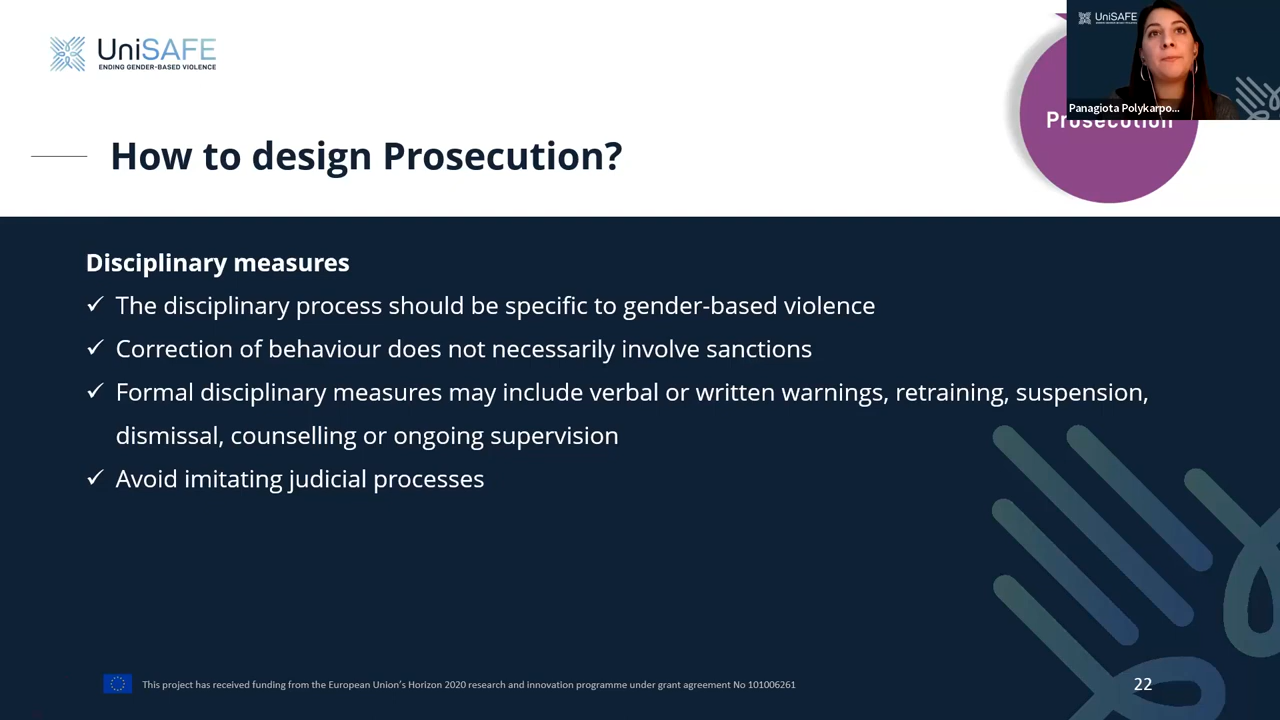 UniSAFE
ENDING GENDER-BASED VIOLENCE
UniSAFE
Panagiota Polykarpo...
Prosecution
How to design Prosecution?
Disciplinary measures
✓ The disciplinary process should be specific to gender-based violence
✓ Correction of behaviour does not necessarily involve sanctions
✓ Formal disciplinary measures may include verbal or written warnings, retraining, suspension,
dismissal, counselling or ongoing supervision
✓ Avoid imitating judicial processes
This project has received funding from the European Union's Horizon 2020 research and innovation programme under grant agreement No 101006261
22